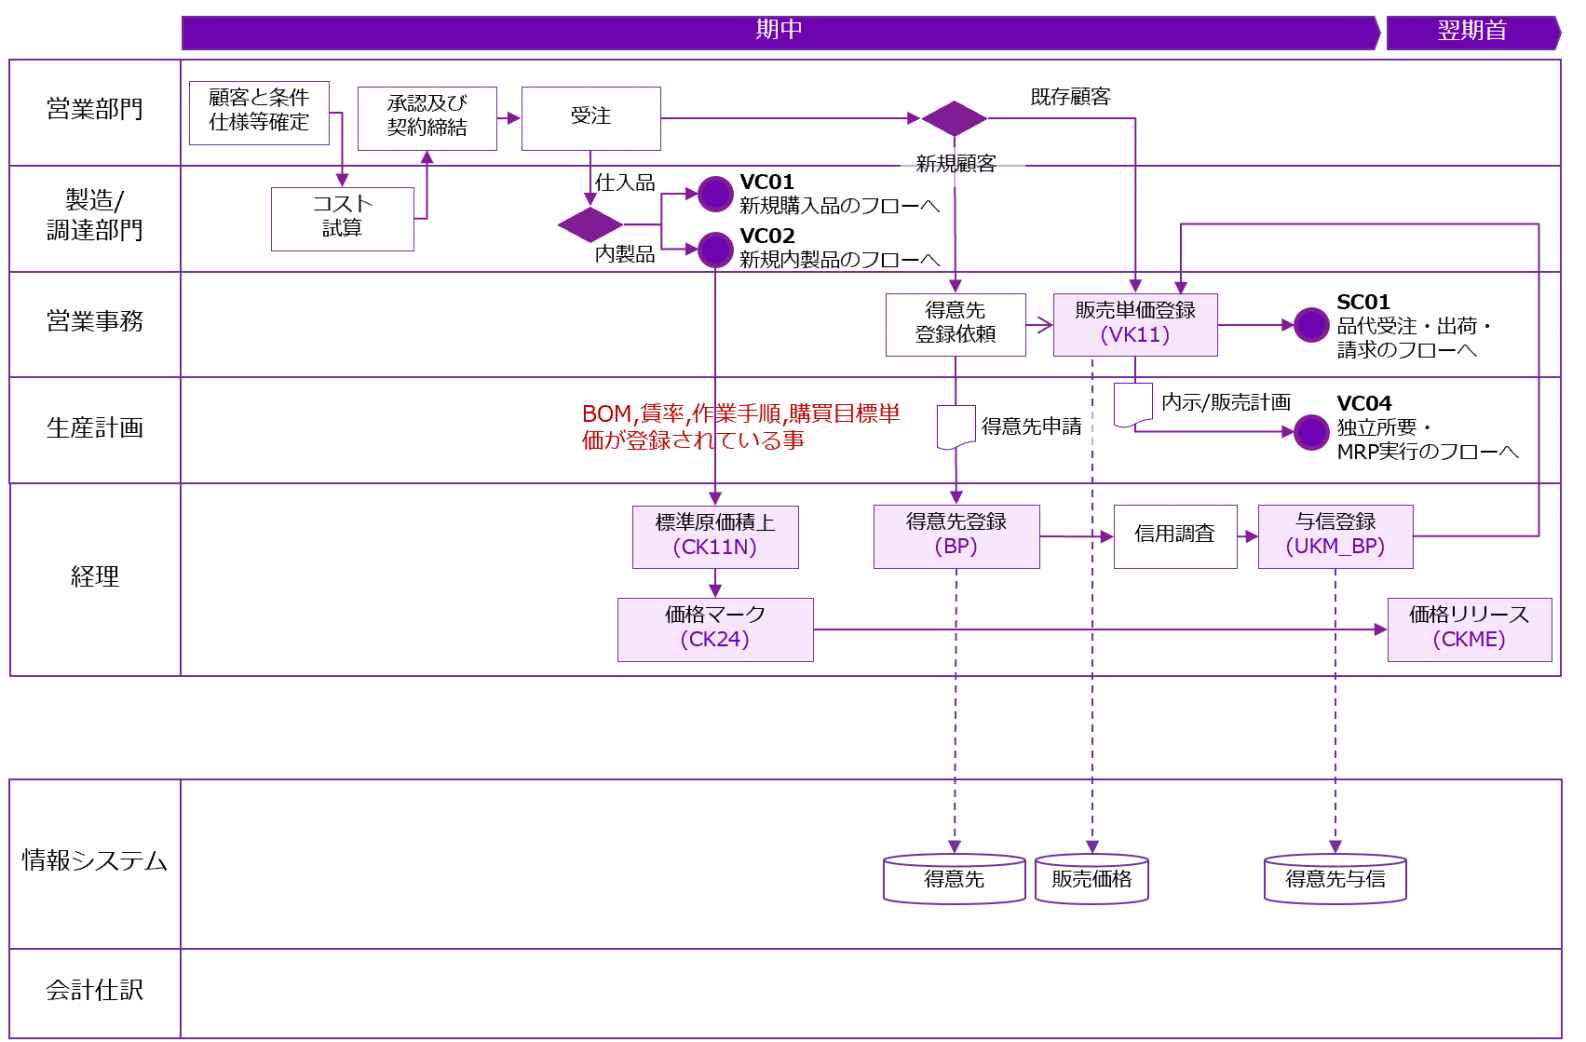 期中
翌期首
営業部門
顧客と条件
仕様等確定
承認及び
契約締結
受注
既存顧客
新規顧客
製造/
調達部門
コスト
試算
仕入品
内製品
VC01
新規購入品のフローへ
VC02
新規内製品のフローへ
営業事務
得意先
登録依頼
販売単価登録
(VK11)
SC01
品代受注・出荷・
請求のフローへ
生産計画
BOM,賃率,作業手順,購買目標単
価が登録されている事
得意先申請
内示/販売計画
VC04
独立所要・
MRP実行のフローへ
経理
標準原価積上
(CK11N)
得意先登録
(BP)
信用調査
与信登録
(UKM_BP)
価格マーク
(CK24)
価格リリース
(CKME)
情報システム
得意先
販売価格
得意先与信
会計仕訳